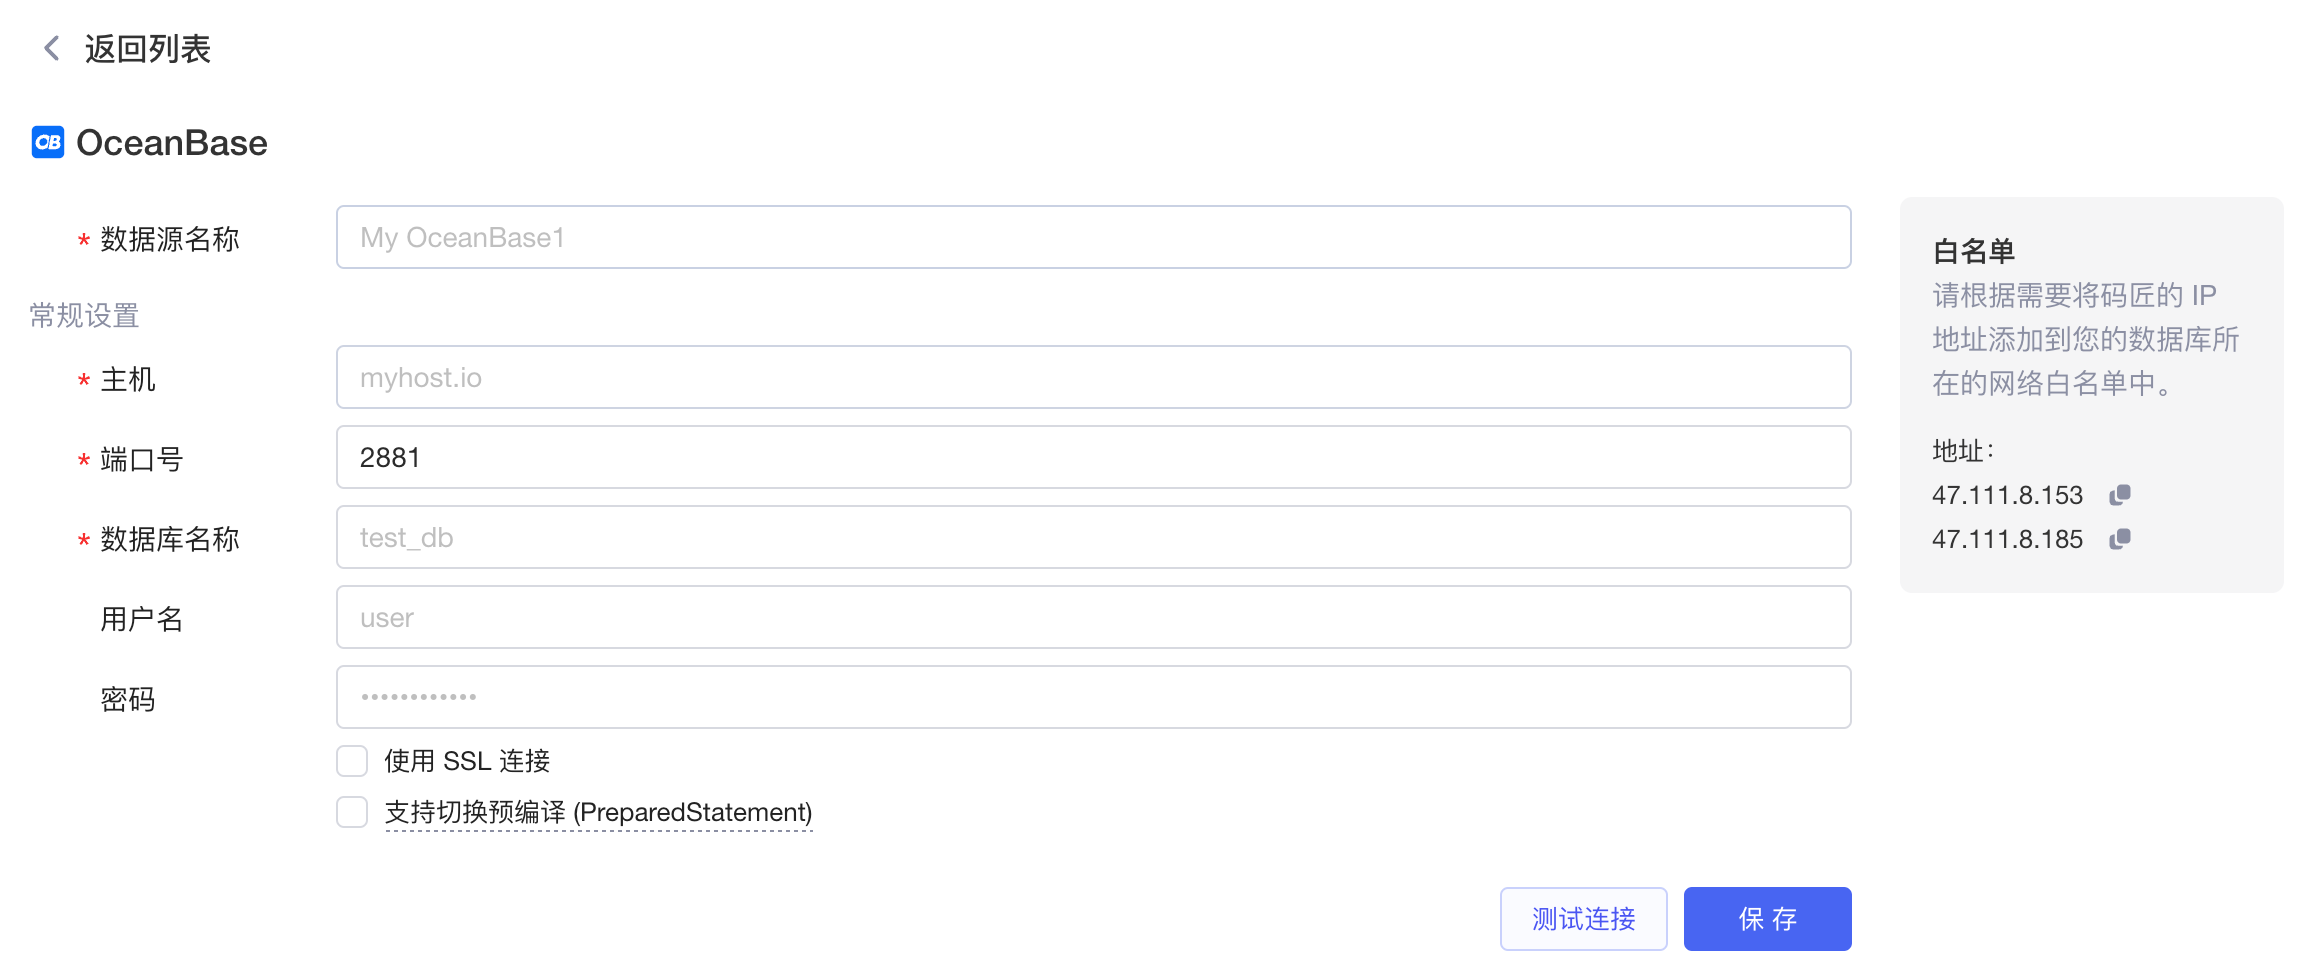 返回列表
OB OceanBase
* 数据源名称 My OceanBase1
常规设置
* 主机 myhost.io
* 端口号 2881
* 数据库名称 test_db
用户名 user
密码 ••••••••••••
使用 SSL 连接
支持切换预编译 (PreparedStatement)
测试连接 保 存
白名单
请根据需要将码匠的 IP
地址添加到您的数据库所
在的网络白名单中。
地址：
47.111.8.153
47.111.8.185